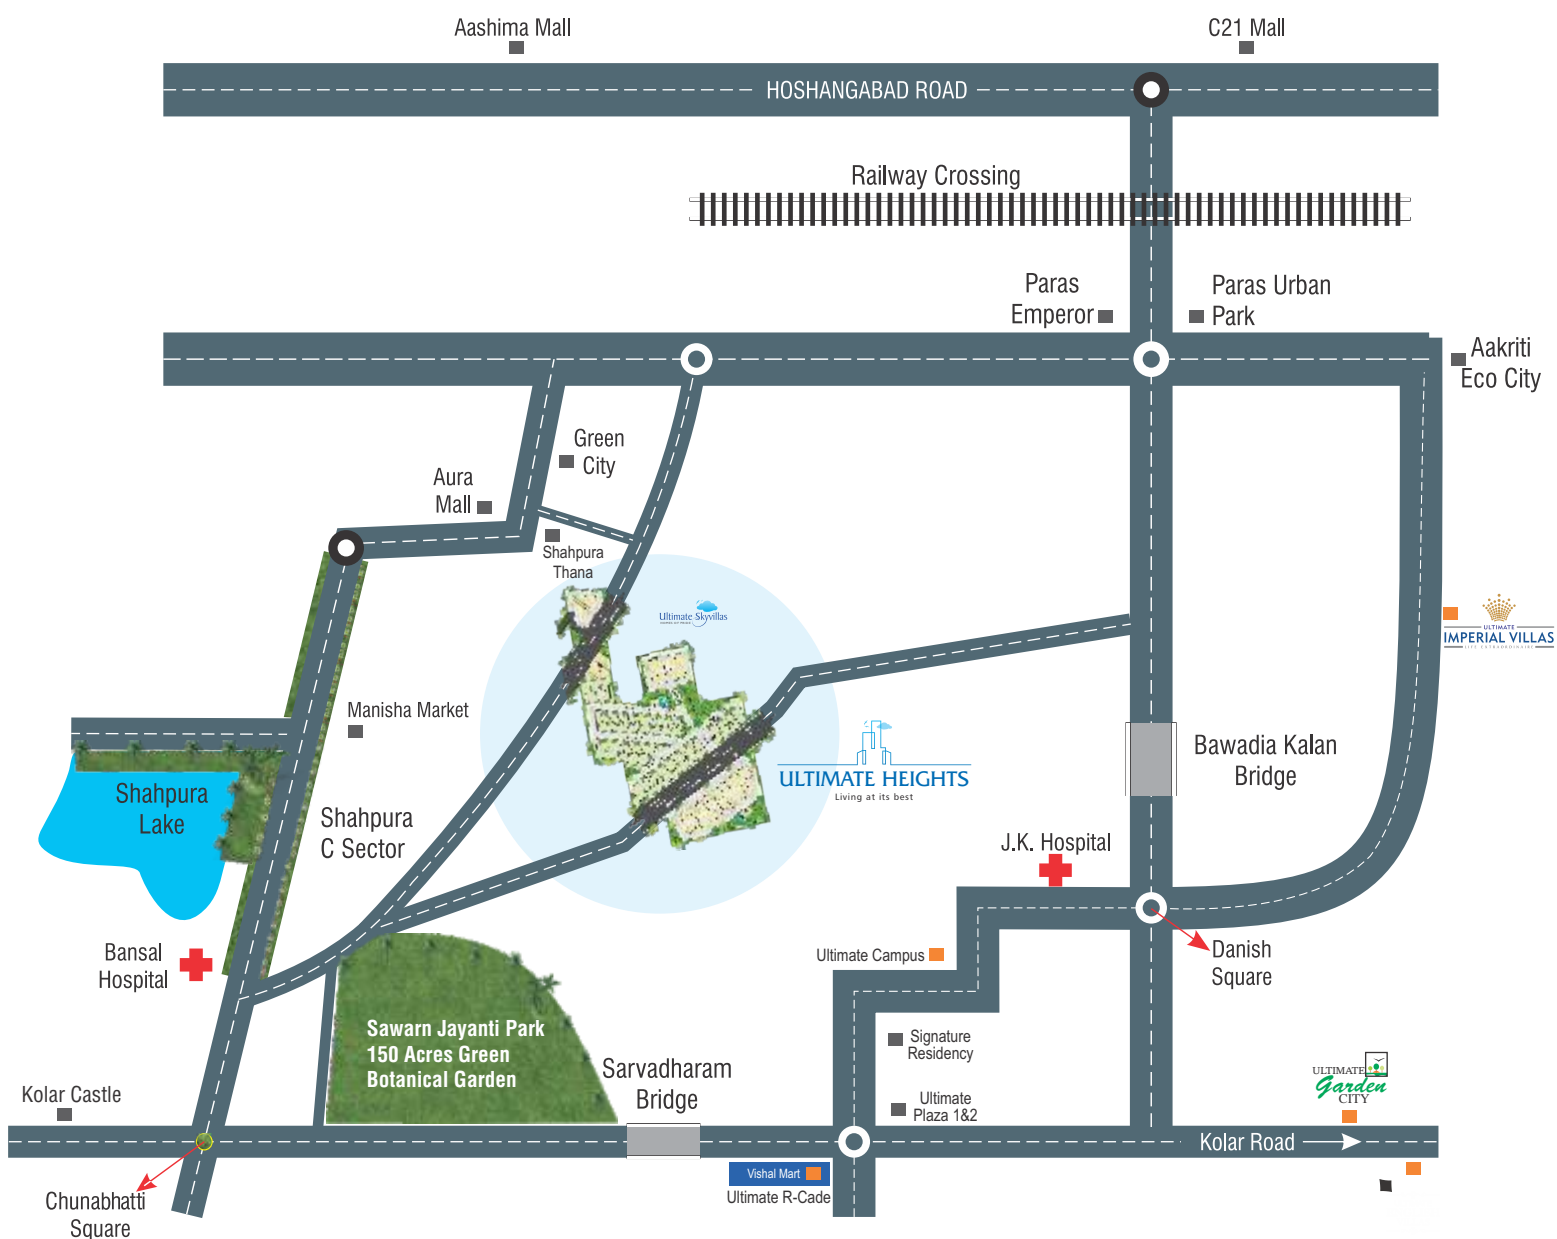 Aashima Mall
C21 Mall
HOSHANGABAD ROAD
Railway Crossing
Paras
Emperor
Paras Urban
Park
Aakriti
Eco City
Green
City
Aura
Mall
Shahpura
Thana
Ultimate Skyvillas
ULTIMATE
IMPERIAL VILLAS
LIFE EXTRAORDINAIRE
Manisha Market
Bawadia Kalan
Bridge
ULTIMATE HEIGHTS
Living at its best
Shahpura
Lake
Shahpura
C Sector
J.K. Hospital
Bansal
Hospital
Ultimate Campus
Danish
Square
Sawarn Jayanti Park
150 Acres Green
Botanical Garden
Signature
Residency
Sarvadharam
Bridge
ULTIMATE
Garden
CITY
Kolar Castle
Ultimate
Plaza 1&2
Kolar Road
Vishal Mart
Ultimate R-Cade
Chunabhatti
Square